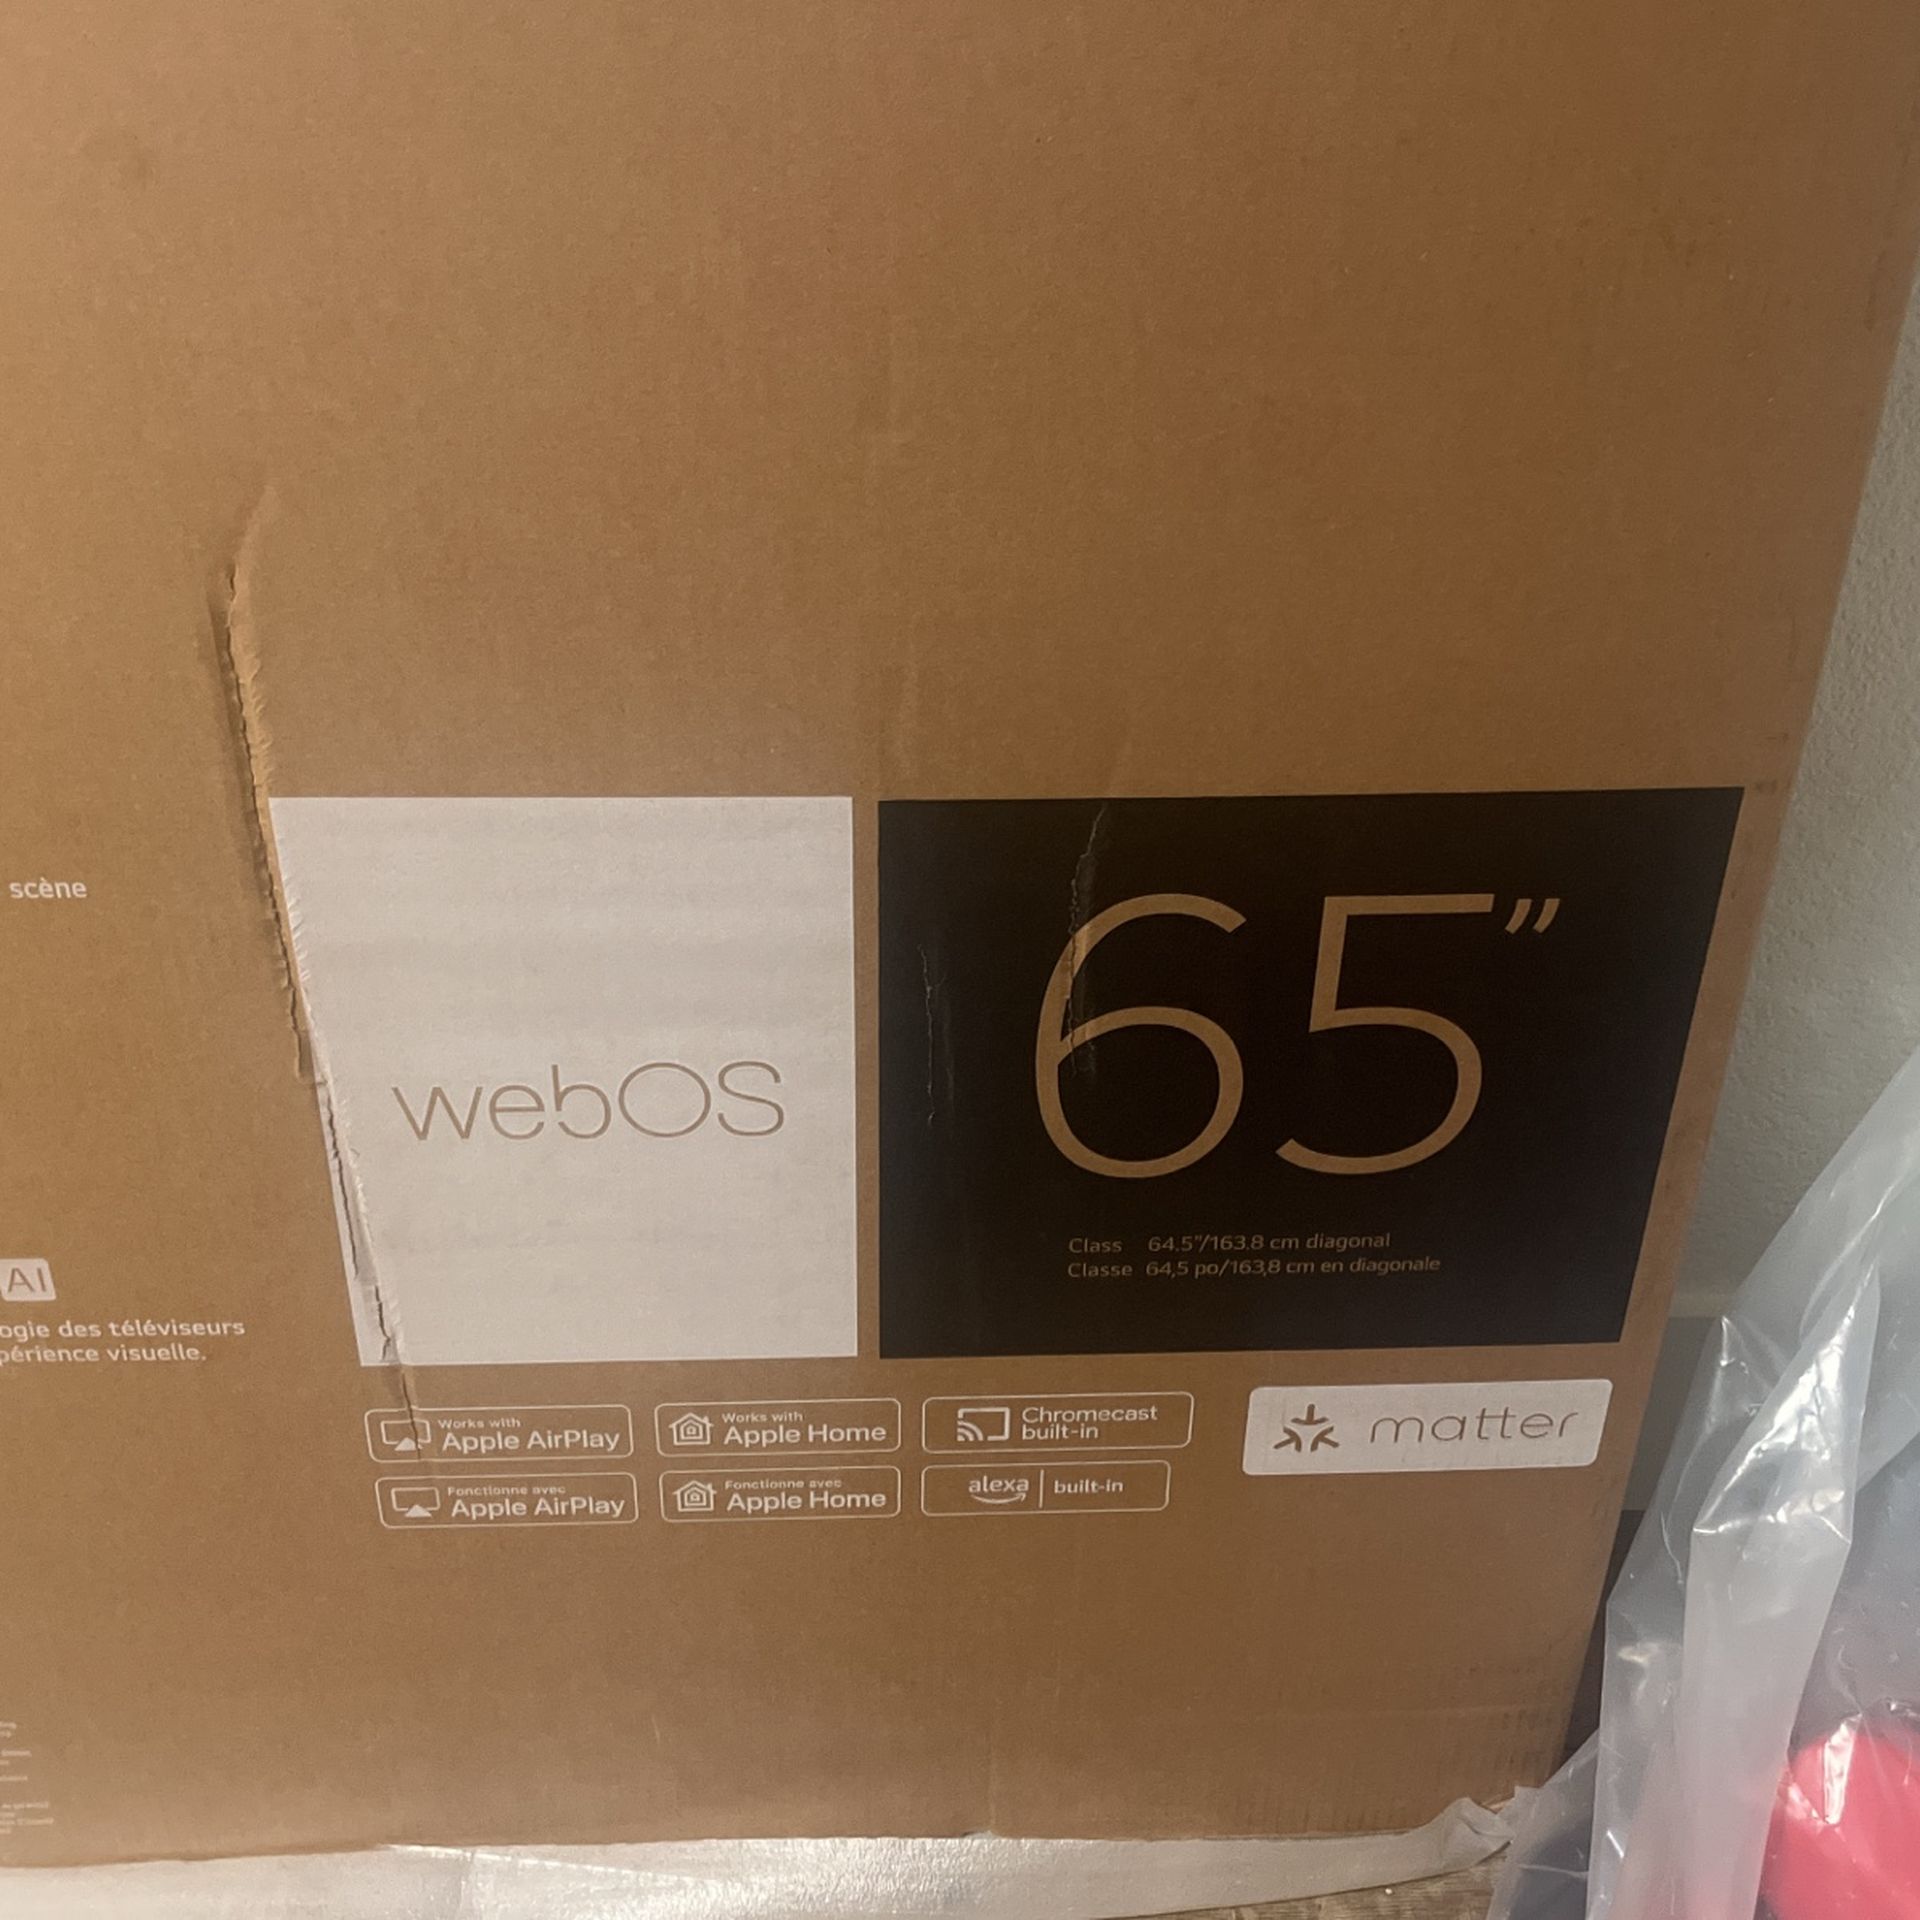 scène
webOS
65"
Class 64.5"/163.8 cm diagonal
Classe 64,5 po/163,8 cm en diagonale
AI
ogie des téléviseurs
périence visuelle.
Works with
Apple AirPlay
Works with
Apple Home
Chromecast
built-in
matter
Fonctionne avec
Apple AirPlay
Fonctionne avec
Apple Home
alexa | built-in